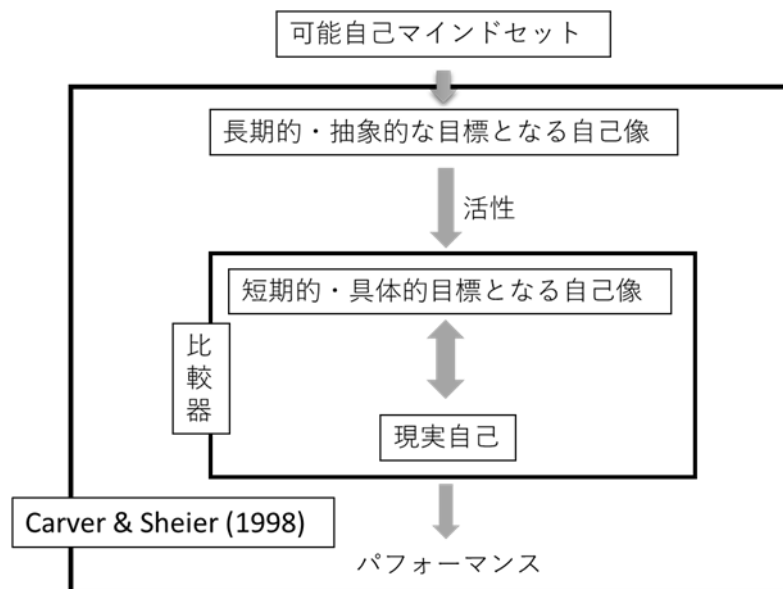 可能自己マインドセット
長期的・抽象的な目標となる自己像
活性
短期的・具体的目標となる自己像
比較器
現実自己
Carver & Sheier (1998)
パフォーマンス